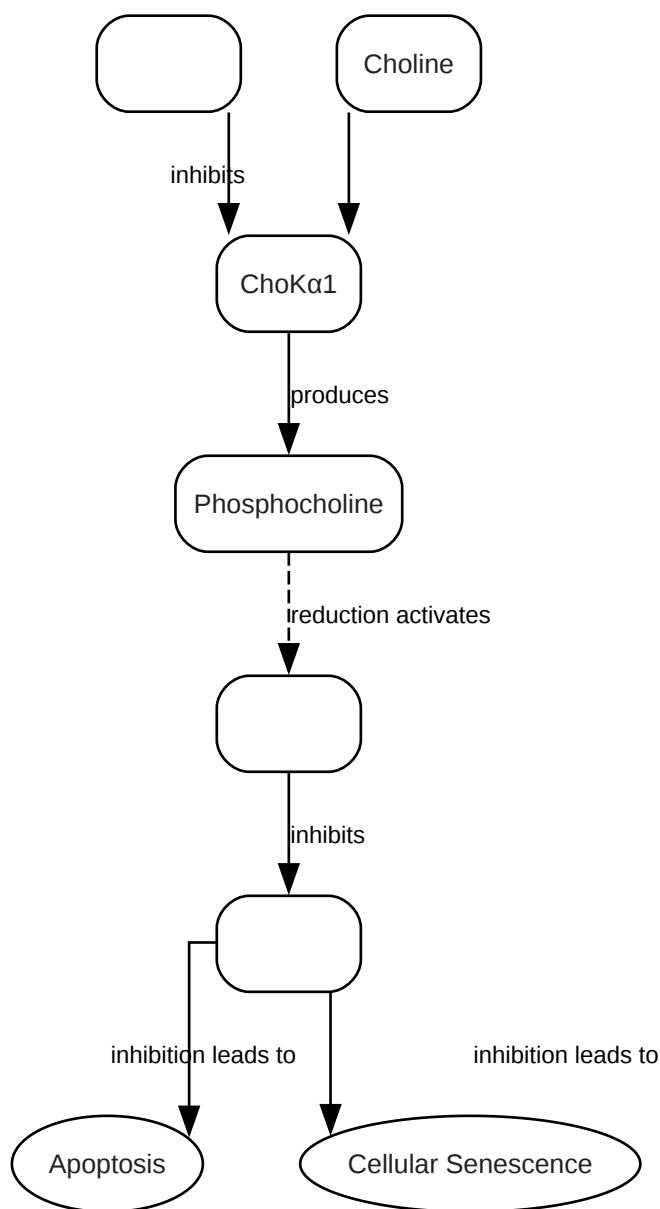 Choline
inhibits
ChoKα1
produces
Phosphocholine
reduction activates
inhibits
inhibition leads to
inhibition leads to
Apoptosis
Cellular Senescence